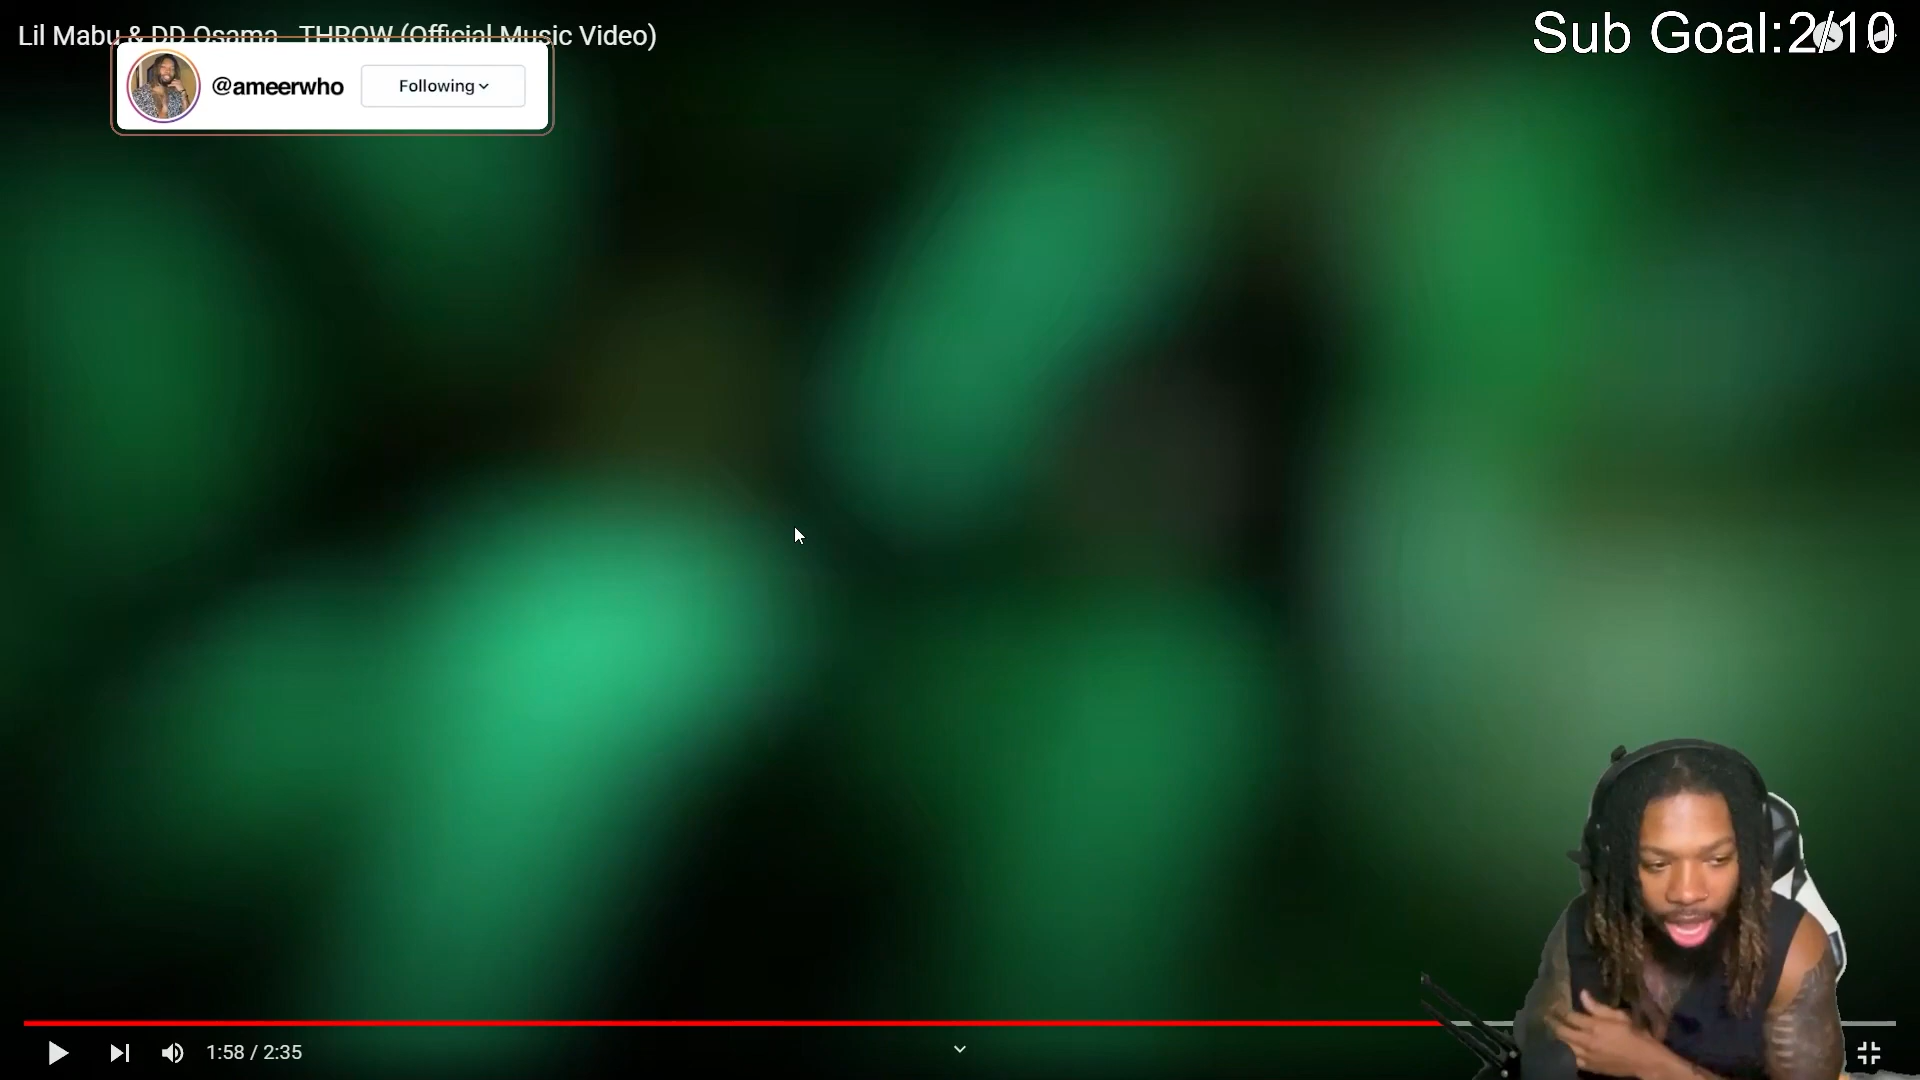 Lil Mabu & DD Osama - THROW (Official Music Video)
Sub Goal:2/10
@ameerwho
Following
1:58 / 2:35